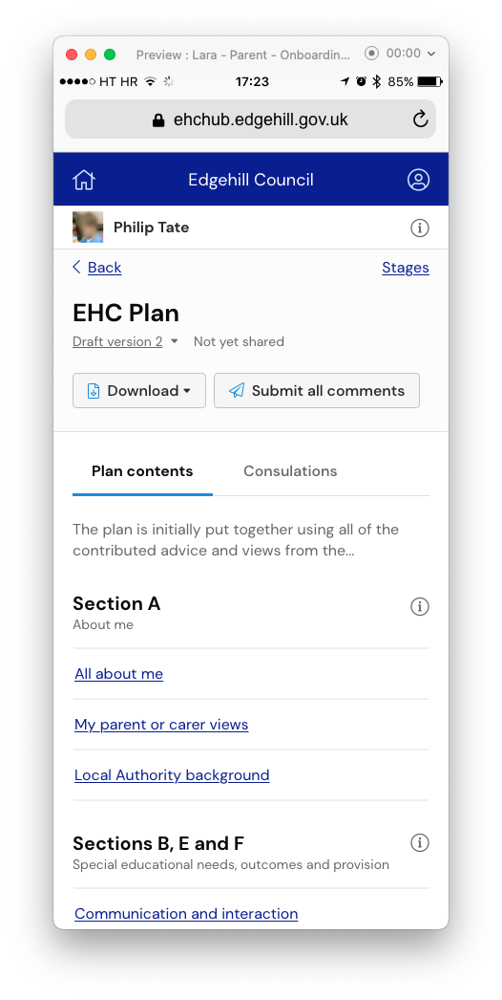 Preview : Lara - Parent - Onboardin... 00:00
HT HR 17:23 85%
ehchub.edgehill.gov.uk
Edgehill Council
Philip Tate
Back Stages
EHC Plan
Draft version 2 Not yet shared
Download Submit all comments
Plan contents Consulations
The plan is initially put together using all of the
contributed advice and views from the...
Section A
About me
All about me
My parent or carer views
Local Authority background
Sections B, E and F
Special educational needs, outcomes and provision
Communication and interaction